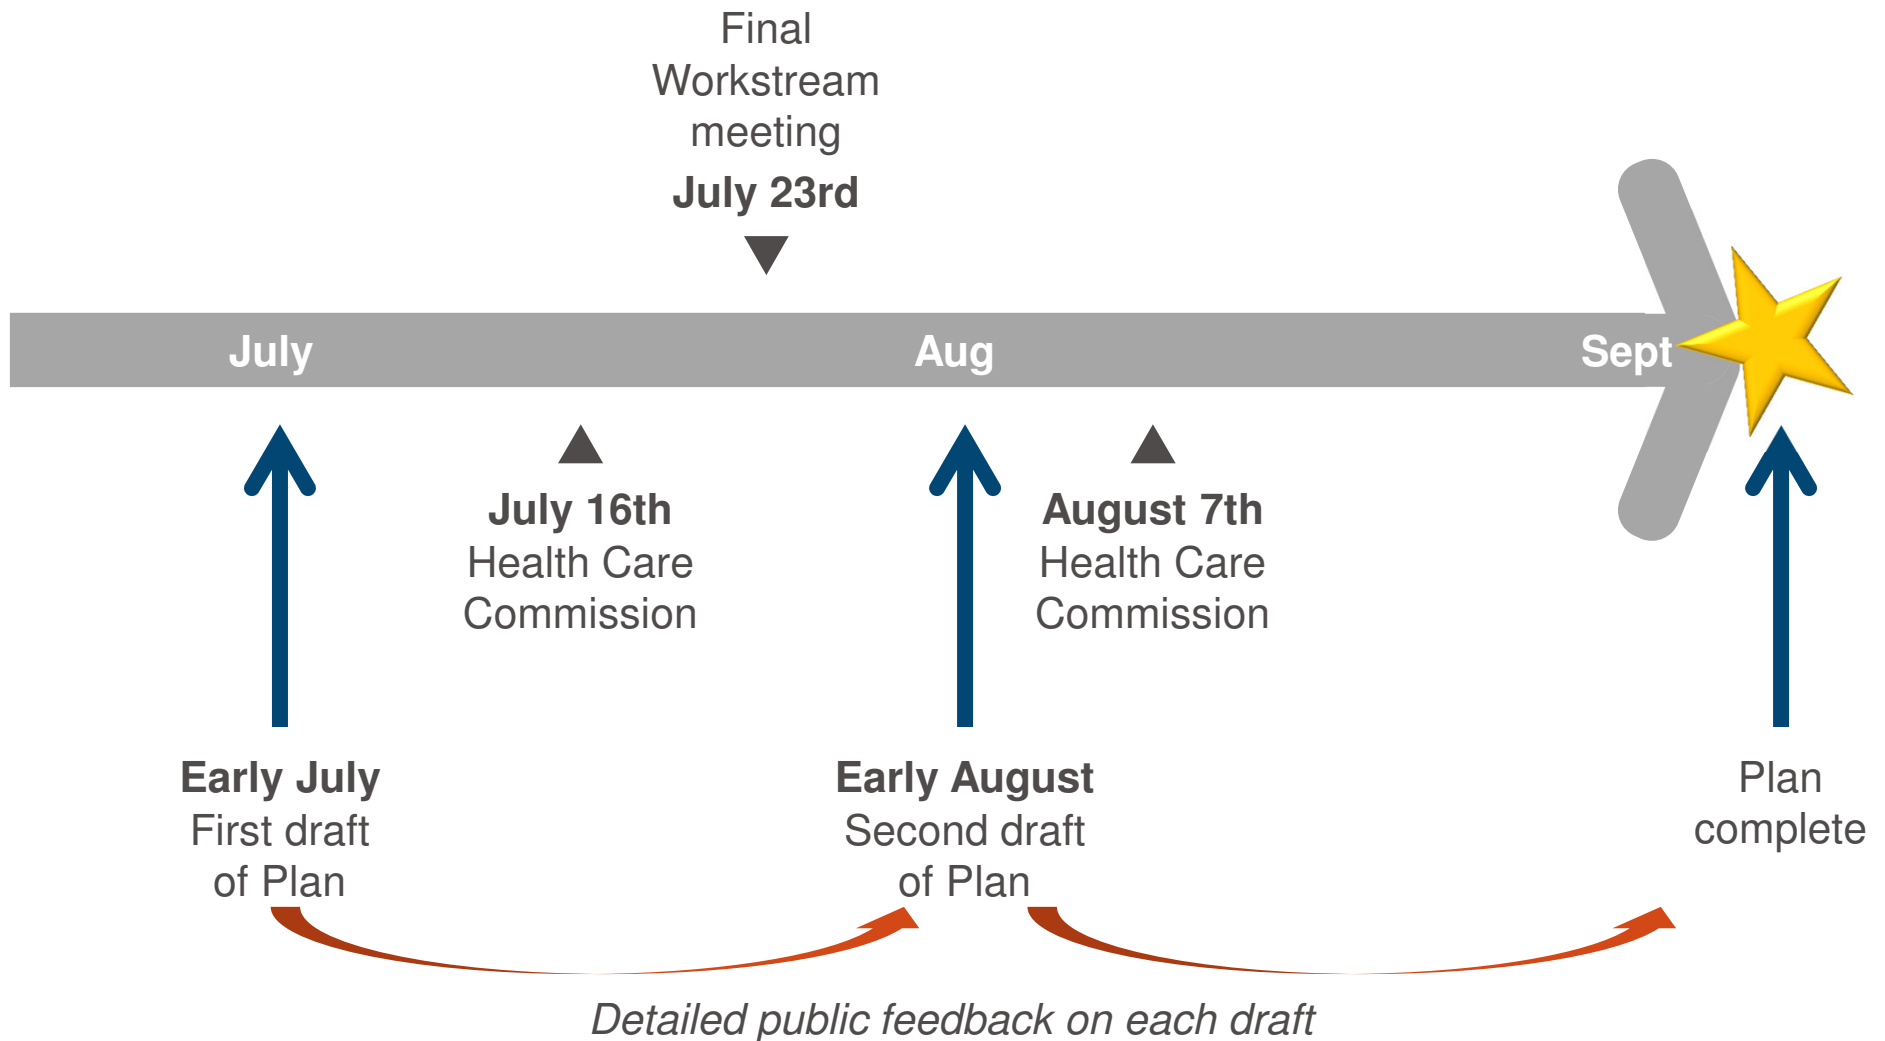 Final
Workstream
meeting
July 23rd
July
Aug
Sept
July 16th
Health Care
Commission
August 7th
Health Care
Commission
Early July
First draft
of Plan
Early August
Second draft
of Plan
Plan
complete
Detailed public feedback on each draft